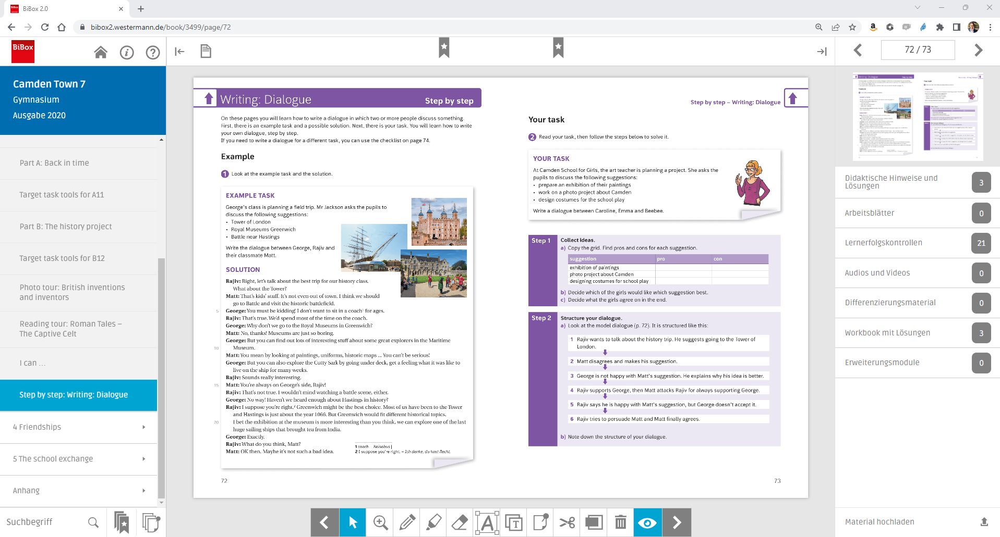 BiBox 2.0
bibox2.westermann.de/book/3499/page/72
BiBox
72 / 73
Camden Town 7
Gymnasium
Ausgabe 2020
Part A: Back in time
Target task tools for A11
Part B: The history project
Target task tools for B12
Photo tour: British inventions
and inventors
Reading tour: Roman Tales –
The Captive Celt
I can ...
Step by step: Writing: Dialogue
4 Friendships
5 The school exchange
Anhang
Suchbegriff
Writing: Dialogue
Step by step
On these pages you will learn how to write a dialogue in which two or more people discuss something.
First, there is an example task and a possible solution. Next, there is your task. You will learn how to write
your own dialogue, step by step.
If you need to write a dialogue for a different task, you can use the checklist on page 74.
Example
1 Look at the example task and the solution.
EXAMPLE TASK
George's class is planning a field trip. Mr Jackson asks the pupils to
discuss the following suggestions:
• Tower of London
• Royal Museums Greenwich
• Battle near Hastings
Write the dialogue between George, Rajiv and
their classmate Matt.
SOLUTION
Rajiv: Right, let's talk about the best trip for our history class.
What about the Tower?
Matt: That's kids' stuff. It's not even out of town. I think we should
go to Battle and visit the historic battlefield.
5 George: You must be kidding! I don't want to sit in a coach¹ for ages.
Rajiv: That's true. We'd spend most of the time on the coach.
George: Why don't we go to the Royal Museums in Greenwich?
Matt: No, thanks! Museums are just so boring.
George: But you can find out lots of interesting stuff about some great explorers in the Maritime
10 Museum.
Matt: You mean by looking at paintings, uniforms, historic maps ... You can't be serious!
George: But you can also explore the Cutty Sark by going under deck, get a feeling what it was like to
live on the ship for many weeks.
Rajiv: Sounds really interesting.
15 Matt: You're always on George's side, Rajiv!
Rajiv: That's not true. I wouldn't mind watching a battle scene, either.
George: No way! Haven't we heard enough about Hastings in history?
Rajiv: I suppose you're right.² Greenwich might be the best choice. Most of us have been to the Tower
and Hastings is just about the year 1066. But Greenwich would fit different historical topics.
20 I bet the exhibition at the museum is more interesting than you think, we can explore one of the last
huge sailing ships that brought tea from India.
George: Exactly.
Rajiv: What do you think, Matt?
Matt: OK then. Maybe it's not such a bad idea.
1 coach – Reisebus |
2 I suppose you're right. – Ich denke, du hast Recht.
72
Step by step – Writing: Dialogue
Your task
2 Read your task, then follow the steps below to solve it.
YOUR TASK
At Camden School for Girls, the art teacher is planning a project. She asks the
pupils to discuss the following suggestions:
• prepare an exhibition of their paintings
• work on a photo project about Camden
• design costumes for the school play
Write a dialogue between Caroline, Emma and Beebee.
Step 1
Collect ideas.
a) Copy the grid. Find pros and cons for each suggestion.
suggestion pro con
exhibition of paintings
photo project about Camden
designing costumes for school play
b) Decide which of the girls would like which suggestion best.
c) Decide what the girls agree on in the end.
Step 2
Structure your dialogue.
a) Look at the model dialogue (p. 72). It is structured like this:
1 Rajiv wants to talk about the history trip. He suggests going to the Tower of
London.
2 Matt disagrees and makes his suggestion.
3 George is not happy with Matt's suggestion. He explains why his idea is better.
4 Rajiv supports George, then Matt attacks Rajiv for always supporting George.
5 Rajiv says he is happy with Matt's suggestion, but George doesn't accept it.
6 Rajiv tries to persuade Matt and Matt finally agrees.
b) Note down the structure of your dialogue.
73
Didaktische Hinweise und
Lösungen
3
Arbeitsblätter
0
Lernerfolgskontrollen
21
Audios und Videos
0
Differenzierungsmaterial
0
Workbook mit Lösungen
3
Erweiterungsmodule
0
Material hochladen